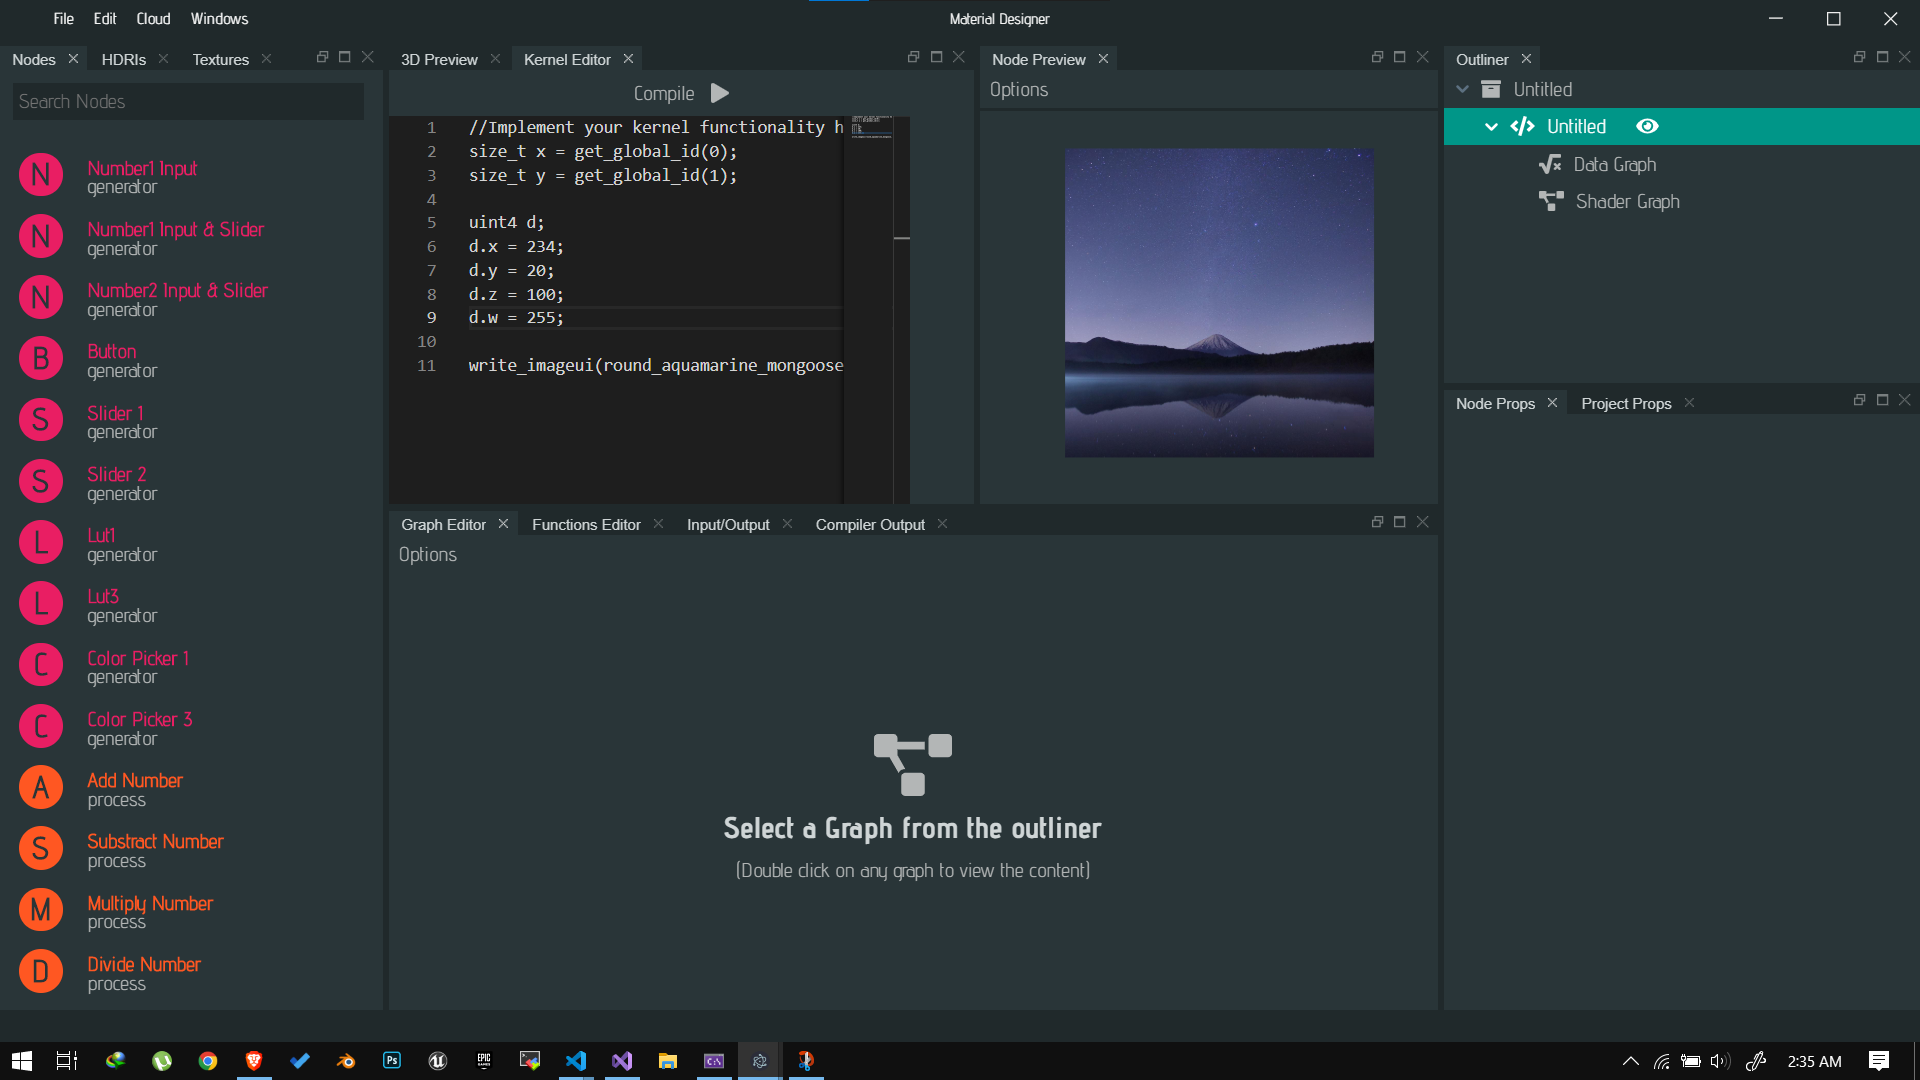 File Edit Cloud Windows
Material Designer
Nodes HDRIs Textures
Search Nodes
N Number1 Input
generator
N Number1 Input & Slider
generator
N Number2 Input & Slider
generator
B Button
generator
S Slider 1
generator
S Slider 2
generator
L Lut1
generator
L Lut3
generator
C Color Picker 1
generator
C Color Picker 3
generator
A Add Number
process
S Substract Number
process
M Multiply Number
process
D Divide Number
process
3D Preview Kernel Editor
Compile
1 //Implement your kernel functionality h
2 size_t x = get_global_id(0);
3 size_t y = get_global_id(1);
4
5 uint4 d;
6 d.x = 234;
7 d.y = 20;
8 d.z = 100;
9 d.w = 255;
10
11 write_imageui(round_aquamarine_mongoose
Node Preview
Options
Graph Editor Functions Editor Input/Output Compiler Output
Options
Select a Graph from the outliner
(Double click on any graph to view the content)
Outliner
Untitled
</> Untitled
Data Graph
Shader Graph
Node Props Project Props
Ps
EPIC GAMES
C:\
2:35 AM